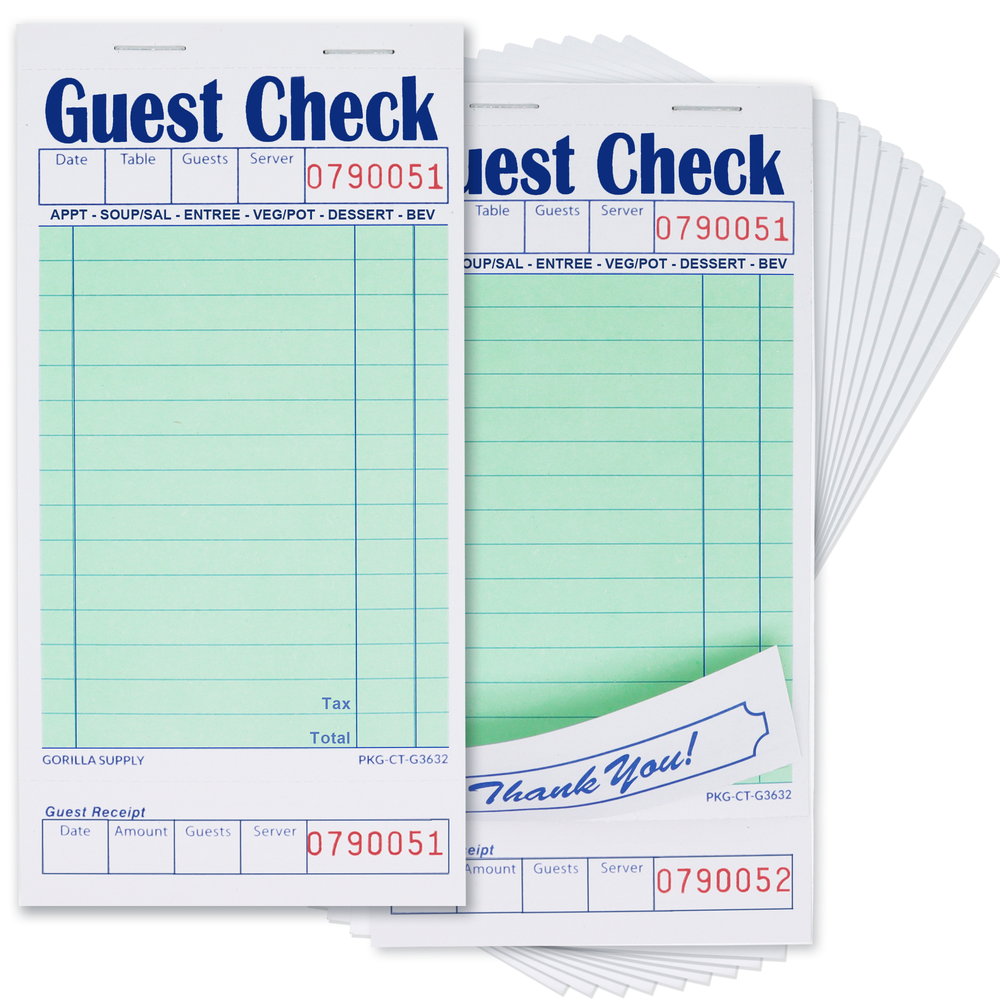 Guest Check
Date Table Guests Server 0790051
APPT - SOUP/SAL - ENTREE - VEG/POT - DESSERT - BEV
Tax
Total
GORILLA SUPPLY PKG-CT-G3632
Guest Receipt
Date Amount Guests Server 0790051
uest Check
Table Guests Server 0790051
OUP/SAL - ENTREE - VEG/POT - DESSERT - BEV
Thank You!
PKG-CT-G3632
eipt
Amount Guests Server 0790052